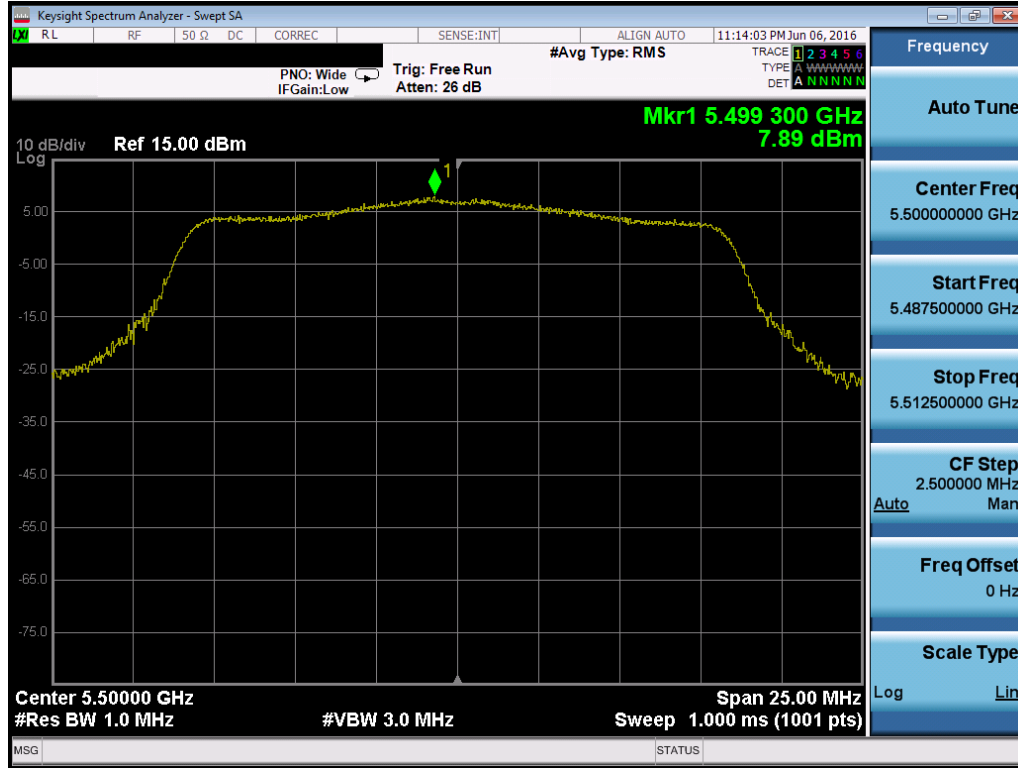 Keysight Spectrum Analyzer - Swept SA
LXI RL RF 50 Ω DC CORREC SENSE:INT ALIGN AUTO 11:14:03 PM Jun 06, 2016
PNO: Wide
IFGain:Low
Trig: Free Run
Atten: 26 dB
#Avg Type: RMS
TRACE 1 2 3 4 5 6
TYPE A WWWWW
DET A N N N N N
Mkr1 5.499 300 GHz
7.89 dBm
10 dB/div Ref 15.00 dBm
Log
1
5.00
-5.00
-15.0
-25.0
-35.0
-45.0
-55.0
-65.0
-75.0
Center 5.50000 GHz Span 25.00 MHz
#Res BW 1.0 MHz #VBW 3.0 MHz Sweep 1.000 ms (1001 pts)
MSG STATUS
Frequency
Auto Tune
Center Freq
5.500000000 GHz
Start Freq
5.487500000 GHz
Stop Freq
5.512500000 GHz
CF Step
2.500000 MHz
Auto Man
Freq Offset
0 Hz
Scale Type
Log Lin